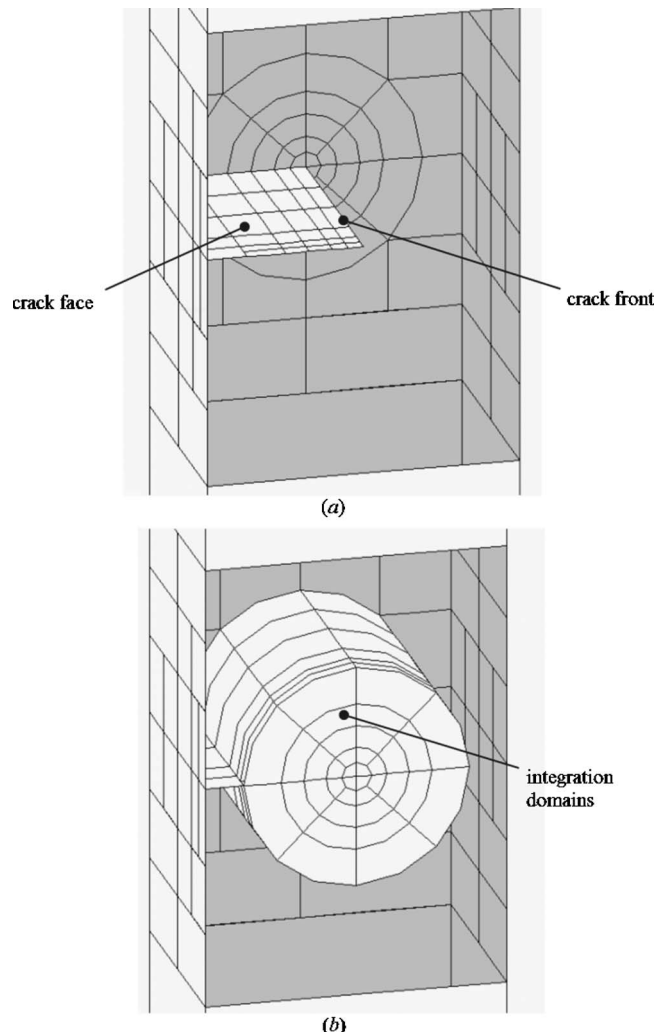 crack face
crack front
(a)
integration
domains
(b)